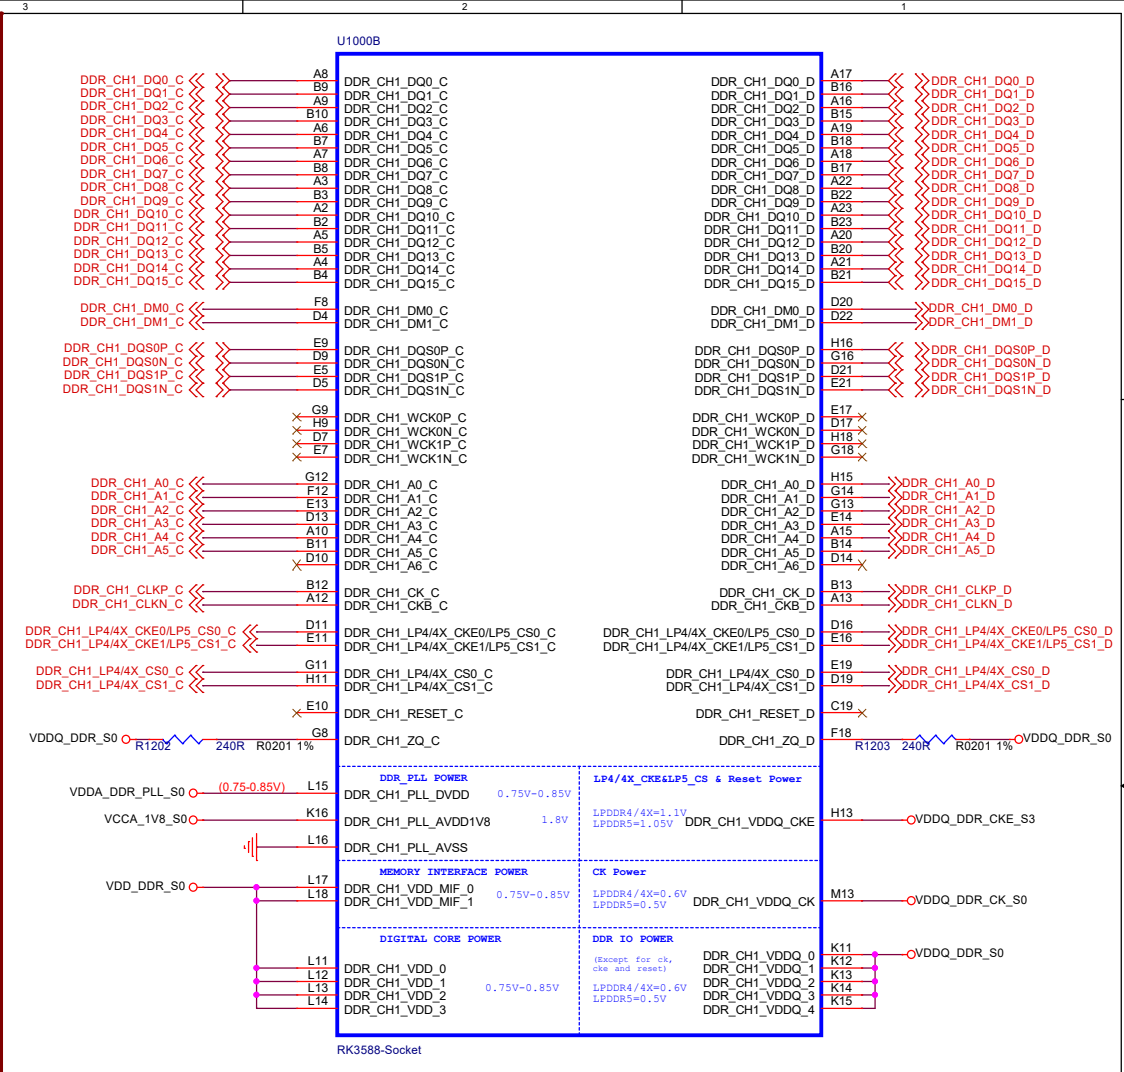 3 2 1
U1000B
DDR_CH1_DQ0_C A8 DDR_CH1_DQ0_C DDR_CH1_DQ0_D A17 DDR_CH1_DQ0_D
DDR_CH1_DQ1_C B9 DDR_CH1_DQ1_C DDR_CH1_DQ1_D B16 DDR_CH1_DQ1_D
DDR_CH1_DQ2_C A9 DDR_CH1_DQ2_C DDR_CH1_DQ2_D A16 DDR_CH1_DQ2_D
DDR_CH1_DQ3_C B10 DDR_CH1_DQ3_C DDR_CH1_DQ3_D B15 DDR_CH1_DQ3_D
DDR_CH1_DQ4_C A6 DDR_CH1_DQ4_C DDR_CH1_DQ4_D A19 DDR_CH1_DQ4_D
DDR_CH1_DQ5_C B7 DDR_CH1_DQ5_C DDR_CH1_DQ5_D B18 DDR_CH1_DQ5_D
DDR_CH1_DQ6_C A7 DDR_CH1_DQ6_C DDR_CH1_DQ6_D A18 DDR_CH1_DQ6_D
DDR_CH1_DQ7_C B8 DDR_CH1_DQ7_C DDR_CH1_DQ7_D B17 DDR_CH1_DQ7_D
DDR_CH1_DQ8_C A3 DDR_CH1_DQ8_C DDR_CH1_DQ8_D A22 DDR_CH1_DQ8_D
DDR_CH1_DQ9_C B3 DDR_CH1_DQ9_C DDR_CH1_DQ9_D B22 DDR_CH1_DQ9_D
DDR_CH1_DQ10_C A2 DDR_CH1_DQ10_C DDR_CH1_DQ10_D A23 DDR_CH1_DQ10_D
DDR_CH1_DQ11_C B2 DDR_CH1_DQ11_C DDR_CH1_DQ11_D B23 DDR_CH1_DQ11_D
DDR_CH1_DQ12_C A5 DDR_CH1_DQ12_C DDR_CH1_DQ12_D A20 DDR_CH1_DQ12_D
DDR_CH1_DQ13_C B5 DDR_CH1_DQ13_C DDR_CH1_DQ13_D B20 DDR_CH1_DQ13_D
DDR_CH1_DQ14_C A4 DDR_CH1_DQ14_C DDR_CH1_DQ14_D A21 DDR_CH1_DQ14_D
DDR_CH1_DQ15_C B4 DDR_CH1_DQ15_C DDR_CH1_DQ15_D B21 DDR_CH1_DQ15_D
DDR_CH1_DM0_C F8 DDR_CH1_DM0_C DDR_CH1_DM0_D D20 DDR_CH1_DM0_D
DDR_CH1_DM1_C D4 DDR_CH1_DM1_C DDR_CH1_DM1_D D22 DDR_CH1_DM1_D
DDR_CH1_DQS0P_C E9 DDR_CH1_DQS0P_C DDR_CH1_DQS0P_D H16 DDR_CH1_DQS0P_D
DDR_CH1_DQS0N_C D9 DDR_CH1_DQS0N_C DDR_CH1_DQS0N_D G16 DDR_CH1_DQS0N_D
DDR_CH1_DQS1P_C E5 DDR_CH1_DQS1P_C DDR_CH1_DQS1P_D D21 DDR_CH1_DQS1P_D
DDR_CH1_DQS1N_C D5 DDR_CH1_DQS1N_C DDR_CH1_DQS1N_D E21 DDR_CH1_DQS1N_D
G9 DDR_CH1_WCK0P_C DDR_CH1_WCK0P_D E17
H9 DDR_CH1_WCK0N_C DDR_CH1_WCK0N_D D17
D7 DDR_CH1_WCK1P_C DDR_CH1_WCK1P_D H18
E7 DDR_CH1_WCK1N_C DDR_CH1_WCK1N_D G18
DDR_CH1_A0_C G12 DDR_CH1_A0_C DDR_CH1_A0_D H15 DDR_CH1_A0_D
DDR_CH1_A1_C F12 DDR_CH1_A1_C DDR_CH1_A1_D G14 DDR_CH1_A1_D
DDR_CH1_A2_C E13 DDR_CH1_A2_C DDR_CH1_A2_D G13 DDR_CH1_A2_D
DDR_CH1_A3_C D13 DDR_CH1_A3_C DDR_CH1_A3_D E14 DDR_CH1_A3_D
DDR_CH1_A4_C A10 DDR_CH1_A4_C DDR_CH1_A4_D A15 DDR_CH1_A4_D
DDR_CH1_A5_C B11 DDR_CH1_A5_C DDR_CH1_A5_D B14 DDR_CH1_A5_D
D10 DDR_CH1_A6_C DDR_CH1_A6_D D14
DDR_CH1_CLKP_C B12 DDR_CH1_CK_C DDR_CH1_CK_D B13 DDR_CH1_CLKP_D
DDR_CH1_CLKN_C A12 DDR_CH1_CKB_C DDR_CH1_CKB_D A13 DDR_CH1_CLKN_D
DDR_CH1_LP4/4X_CKE0/LP5_CS0_C D11 DDR_CH1_LP4/4X_CKE0/LP5_CS0_C DDR_CH1_LP4/4X_CKE0/LP5_CS0_D D16 DDR_CH1_LP4/4X_CKE0/LP5_CS0_D
DDR_CH1_LP4/4X_CKE1/LP5_CS1_C E11 DDR_CH1_LP4/4X_CKE1/LP5_CS1_C DDR_CH1_LP4/4X_CKE1/LP5_CS1_D E16 DDR_CH1_LP4/4X_CKE1/LP5_CS1_D
DDR_CH1_LP4/4X_CS0_C G11 DDR_CH1_LP4/4X_CS0_C DDR_CH1_LP4/4X_CS0_D E19 DDR_CH1_LP4/4X_CS0_D
DDR_CH1_LP4/4X_CS1_C H11 DDR_CH1_LP4/4X_CS1_C DDR_CH1_LP4/4X_CS1_D D19 DDR_CH1_LP4/4X_CS1_D
E10 DDR_CH1_RESET_C DDR_CH1_RESET_D C19
VDDQ_DDR_S0 R1202 240R R0201 1% G8 DDR_CH1_ZQ_C DDR_CH1_ZQ_D F18 R1203 240R R0201 1% VDDQ_DDR_S0
DDR_PLL POWER LP4/4X_CKE&LP5_CS & Reset Power
VDDA_DDR_PLL_S0 (0.75-0.85V) L15 DDR_CH1_PLL_DVDD 0.75V-0.85V
LPDDR4/4X=1.1V
VCCA_1V8_S0 K16 DDR_CH1_PLL_AVDD1V8 1.8V LPDDR5=1.05V DDR_CH1_VDDQ_CKE H13 VDDQ_DDR_CKE_S3
L16 DDR_CH1_PLL_AVSS
MEMORY INTERFACE POWER CK Power
VDD_DDR_S0 L17 DDR_CH1_VDD_MIF_0 0.75V-0.85V LPDDR4/4X=0.6V
L18 DDR_CH1_VDD_MIF_1 LPDDR5=0.5V DDR_CH1_VDDQ_CK M13 VDDQ_DDR_CK_S0
DIGITAL CORE POWER DDR IO POWER
DDR_CH1_VDDQ_0 K11 VDDQ_DDR_S0
(Except for ck,
L11 DDR_CH1_VDD_0 cke and reset) DDR_CH1_VDDQ_1 K12
L12 DDR_CH1_VDD_1 DDR_CH1_VDDQ_2 K13
L13 DDR_CH1_VDD_2 0.75V-0.85V LPDDR4/4X=0.6V DDR_CH1_VDDQ_3 K14
L14 DDR_CH1_VDD_3 LPDDR5=0.5V DDR_CH1_VDDQ_4 K15
RK3588-Socket